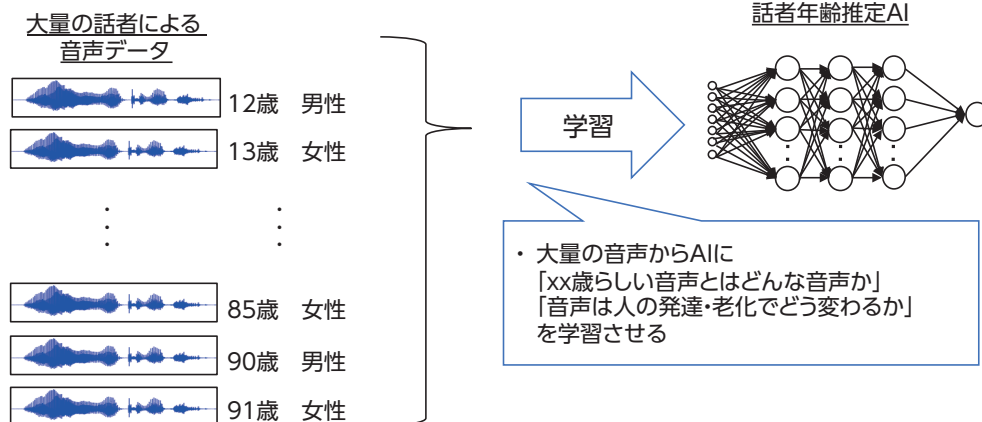 大量の話者による
音声データ
12歳 男性
13歳 女性
85歳 女性
90歳 男性
91歳 女性
学習
話者年齢推定AI
・ 大量の音声からAIに
「xx歳らしい音声とはどんな音声か」
「音声は人の発達・老化でどう変わるか」
を学習させる